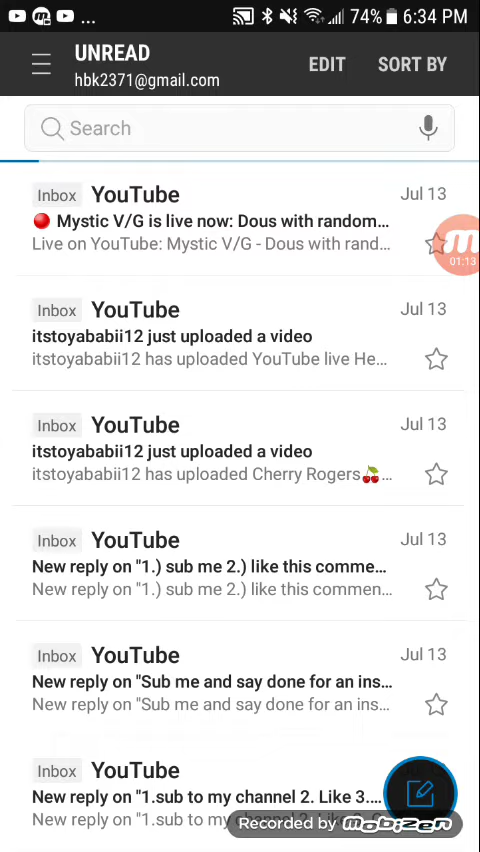 ... 74% 6:34 PM
UNREAD
hbk2371@gmail.com
EDIT SORT BY
Search
Inbox YouTube Jul 13
Mystic V/G is live now: Dous with random...
Live on YouTube: Mystic V/G - Dous with rand...
01:13
Inbox YouTube Jul 13
itstoyababii12 just uploaded a video
itstoyababii12 has uploaded YouTube live He...
Inbox YouTube Jul 13
itstoyababii12 just uploaded a video
itstoyababii12 has uploaded Cherry Rogers🍒...
Inbox YouTube Jul 13
New reply on "1.) sub me 2.) like this comme...
New reply on "1.) sub me 2.) like this commen...
Inbox YouTube Jul 13
New reply on "Sub me and say done for an ins...
New reply on "Sub me and say done for an ins...
Inbox YouTube
New reply on "1.sub to my channel 2. Like 3....
New reply on "1.sub to my
Recorded by MOBIZEN